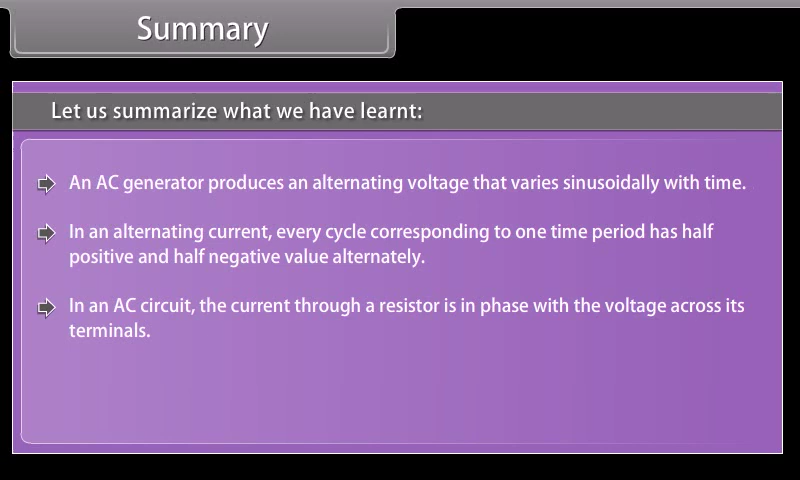 Summary
Let us summarize what we have learnt:
An AC generator produces an alternating voltage that varies sinusoidally with time.
In an alternating current, every cycle corresponding to one time period has half
positive and half negative value alternately.
In an AC circuit, the current through a resistor is in phase with the voltage across its
terminals.